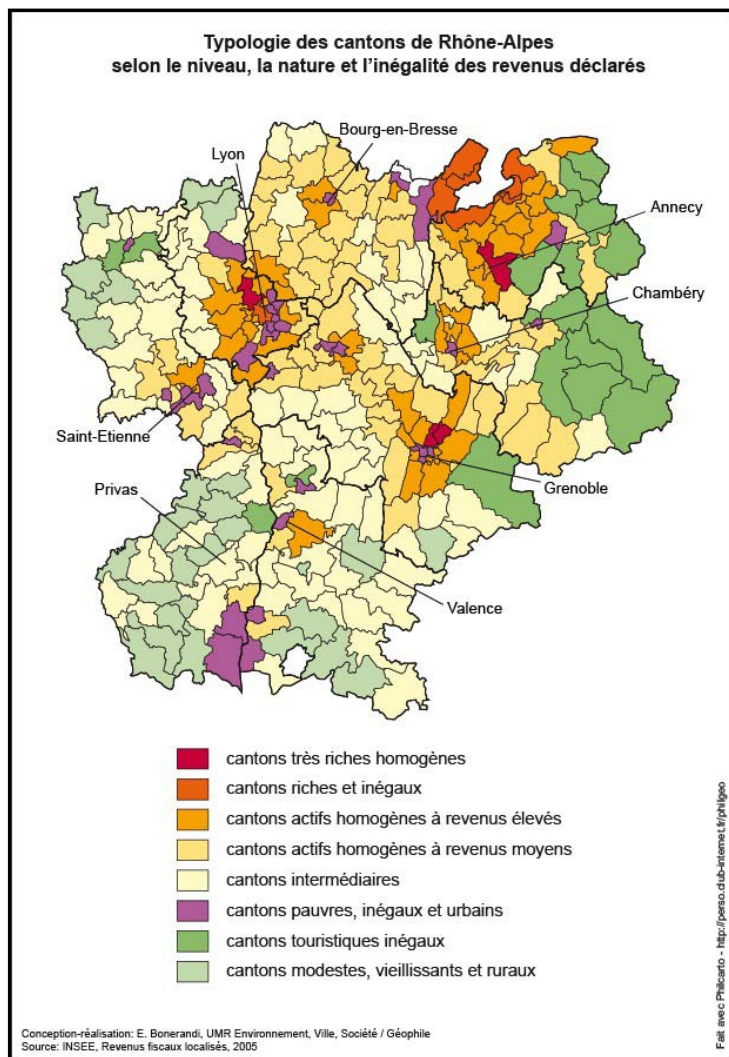 Typologie des cantons de Rhône-Alpes
selon le niveau, la nature et l'inégalité des revenus déclarés
Bourg-en-Bresse
Lyon
Annecy
Chambéry
Saint-Etienne
Grenoble
Privas
Valence
cantons très riches homogènes
cantons riches et inégaux
cantons actifs homogènes à revenus élevés
cantons actifs homogènes à revenus moyens
cantons intermédiaires
cantons pauvres, inégaux et urbains
cantons touristiques inégaux
cantons modestes, vieillissants et ruraux
Conception-réalisation: E. Bonerandi, UMR Environnement, Ville, Société / Géophile
Source: INSEE, Revenus fiscaux localisés, 2005
Fait avec Philcarto - http://perso.club-internet.fr/philgeo